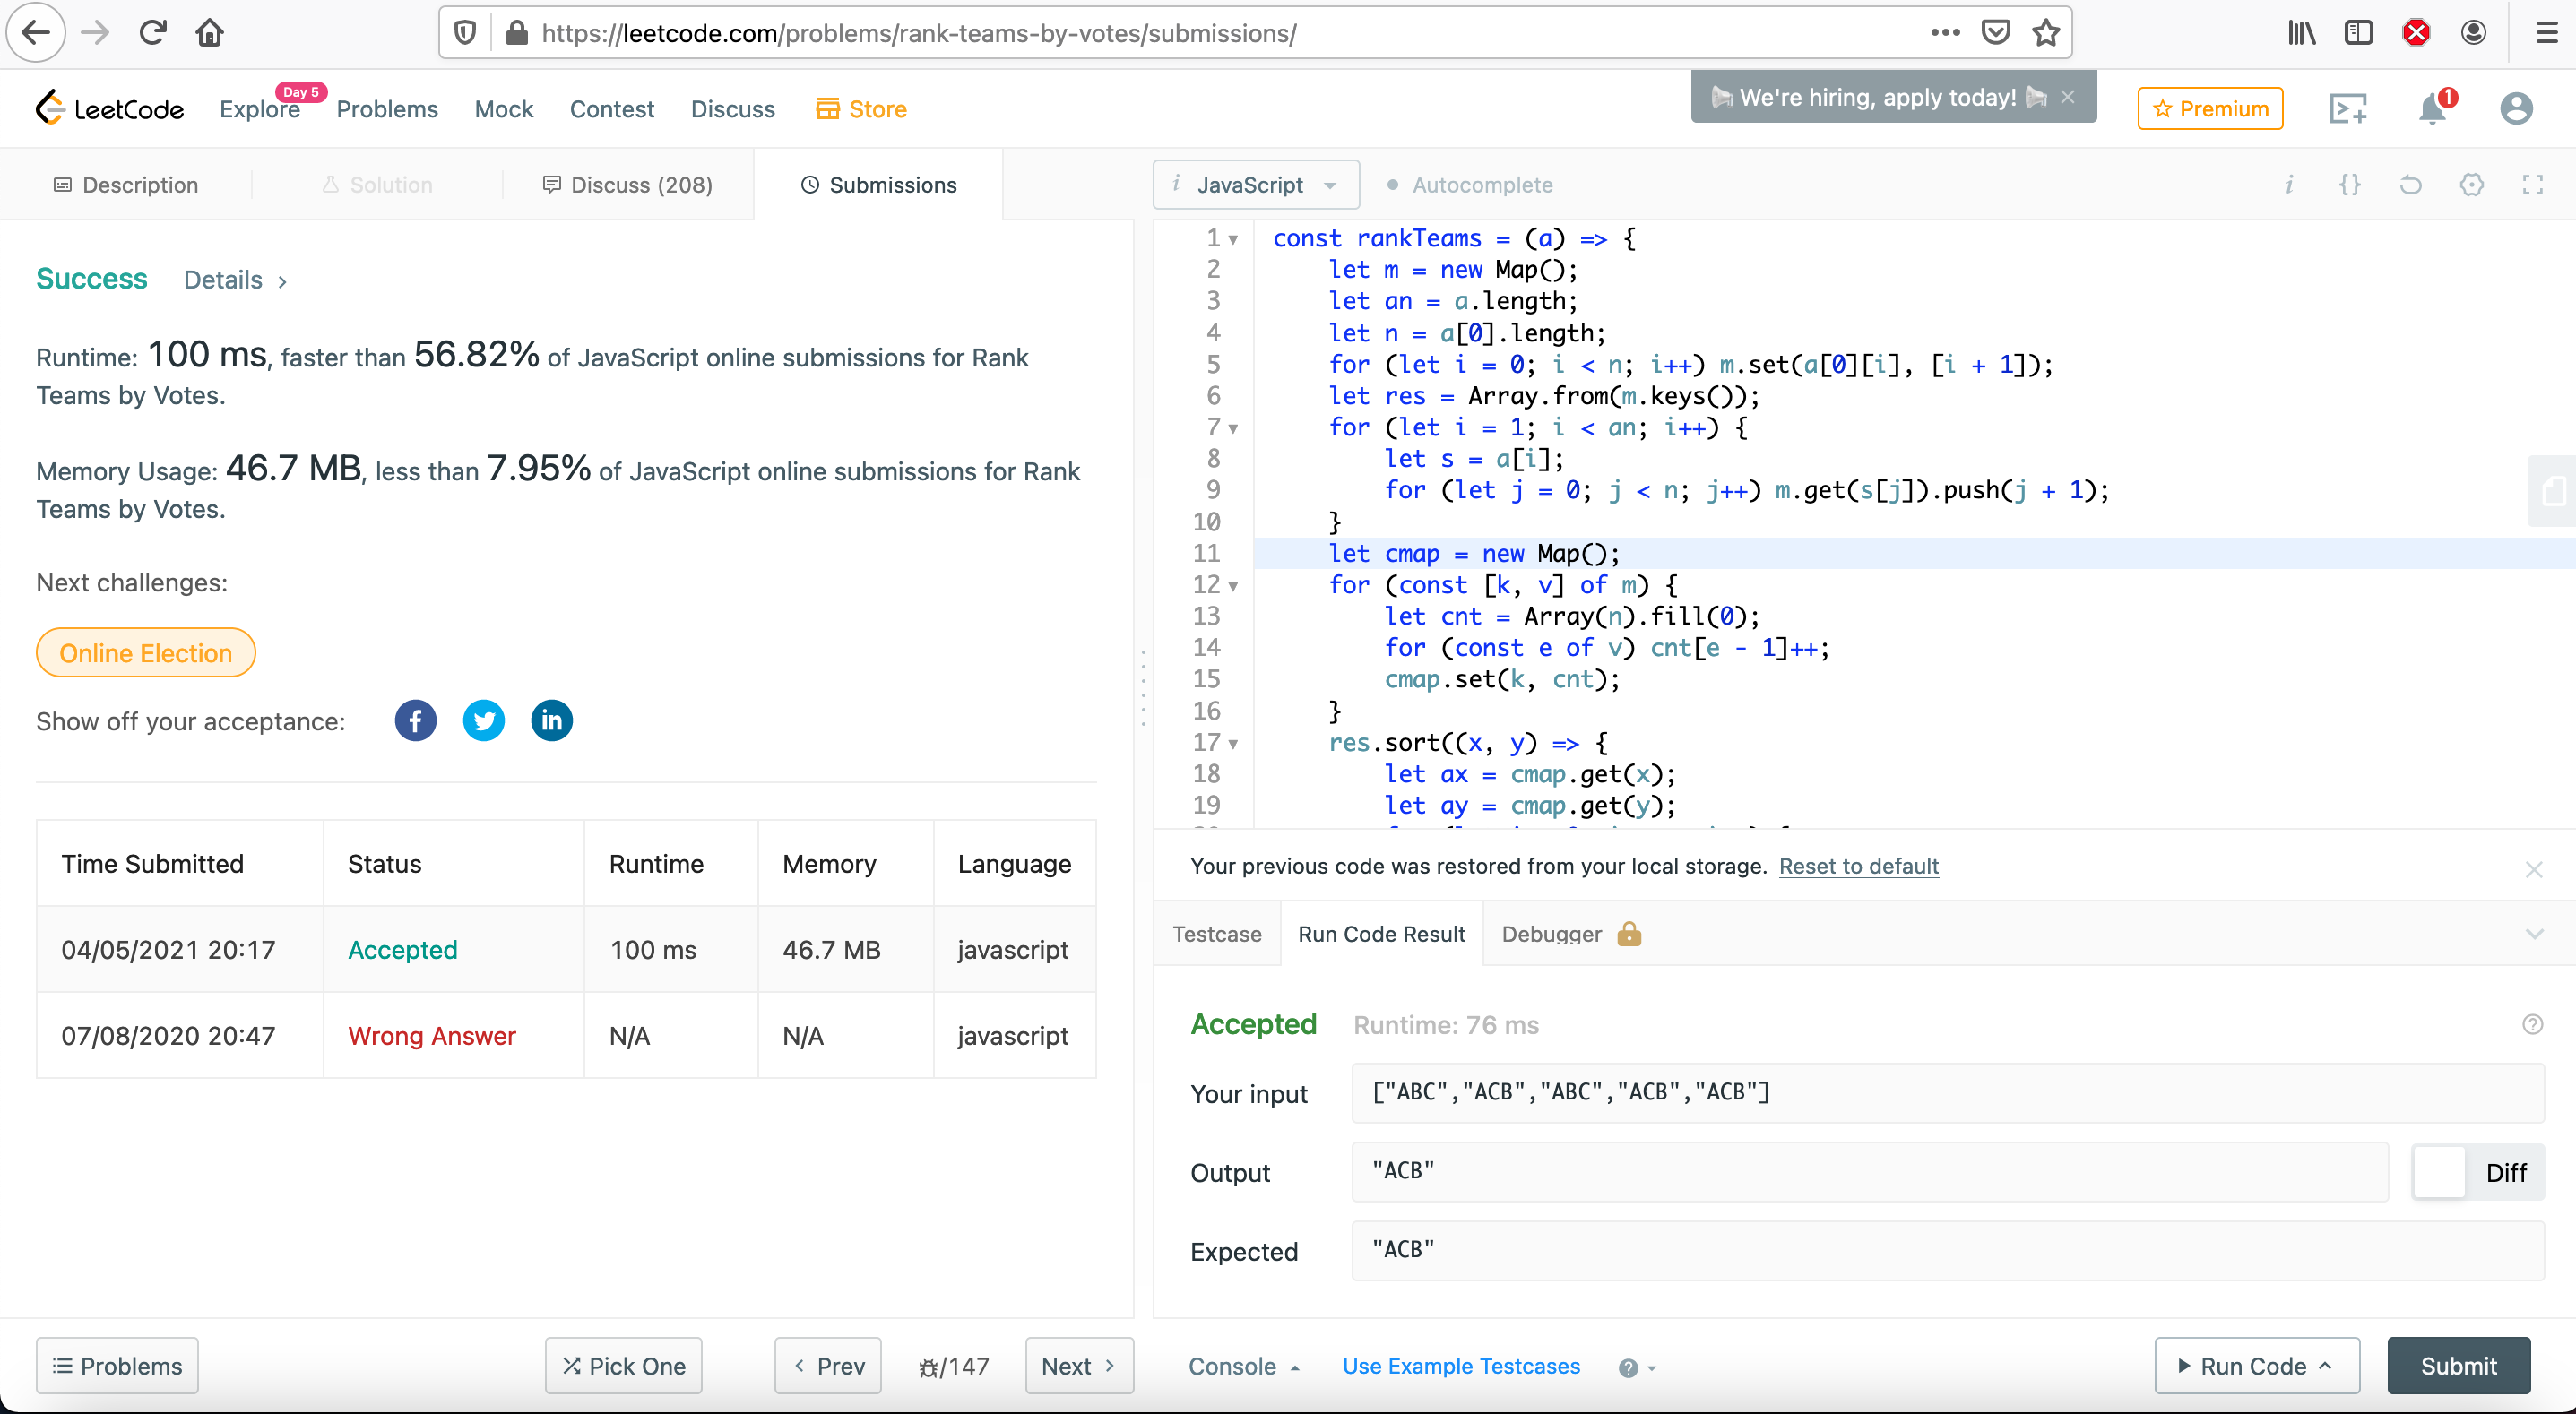 https://leetcode.com/problems/rank-teams-by-votes/submissions/
LeetCode
Explore
Day 5
Problems
Mock
Contest
Discuss
Store
We're hiring, apply today!
Premium
1
Description
Solution
Discuss (208)
Submissions
i JavaScript
Autocomplete
Success Details
Runtime: 100 ms, faster than 56.82% of JavaScript online submissions for Rank
Teams by Votes.
Memory Usage: 46.7 MB, less than 7.95% of JavaScript online submissions for Rank
Teams by Votes.
Next challenges:
Online Election
Show off your acceptance:
Time Submitted Status Runtime Memory Language
04/05/2021 20:17 Accepted 100 ms 46.7 MB javascript
07/08/2020 20:47 Wrong Answer N/A N/A javascript
1 const rankTeams = (a) => {
2 let m = new Map();
3 let an = a.length;
4 let n = a[0].length;
5 for (let i = 0; i < n; i++) m.set(a[0][i], [i + 1]);
6 let res = Array.from(m.keys());
7 for (let i = 1; i < an; i++) {
8 let s = a[i];
9 for (let j = 0; j < n; j++) m.get(s[j]).push(j + 1);
10 }
11 let cmap = new Map();
12 for (const [k, v] of m) {
13 let cnt = Array(n).fill(0);
14 for (const e of v) cnt[e - 1]++;
15 cmap.set(k, cnt);
16 }
17 res.sort((x, y) => {
18 let ax = cmap.get(x);
19 let ay = cmap.get(y);
Your previous code was restored from your local storage. Reset to default
Testcase
Run Code Result
Debugger
Accepted Runtime: 76 ms
Your input ["ABC","ACB","ABC","ACB","ACB"]
Output "ACB"
Diff
Expected "ACB"
Problems
Pick One
Prev
/147
Next
Console
Use Example Testcases
Run Code
Submit